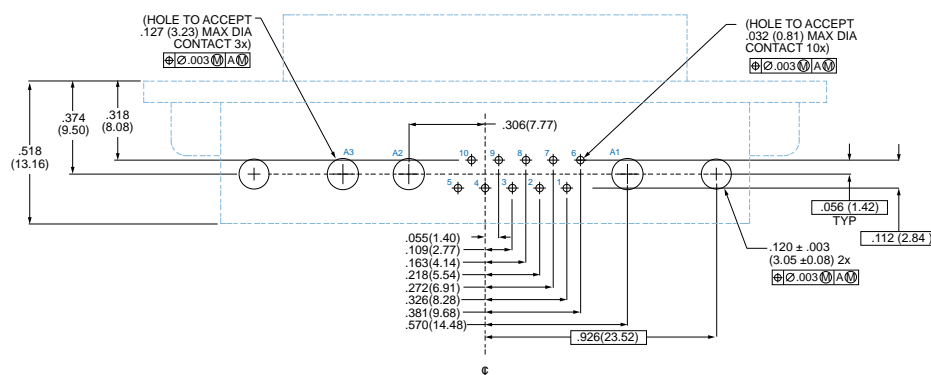 (HOLE TO ACCEPT
.127 (3.23) MAX DIA
CONTACT 3x)
⌖ Ø.003 Ⓜ A Ⓜ
(HOLE TO ACCEPT
.032 (0.81) MAX DIA
CONTACT 10x)
⌖ Ø.003 Ⓜ A Ⓜ
.518
(13.16)
.374
(9.50)
.318
(8.08)
.306(7.77)
A3
A2
10
9
8
7
6
A1
5
4
3
2
1
.056 (1.42)
TYP
.112 (2.84)
.055(1.40)
.109(2.77)
.163(4.14)
.218(5.54)
.272(6.91)
.326(8.28)
.381(9.68)
.570(14.48)
.926(23.52)
.120 ± .003
(3.05 ±0.08) 2x
⌖ Ø.003 Ⓜ A Ⓜ
℄